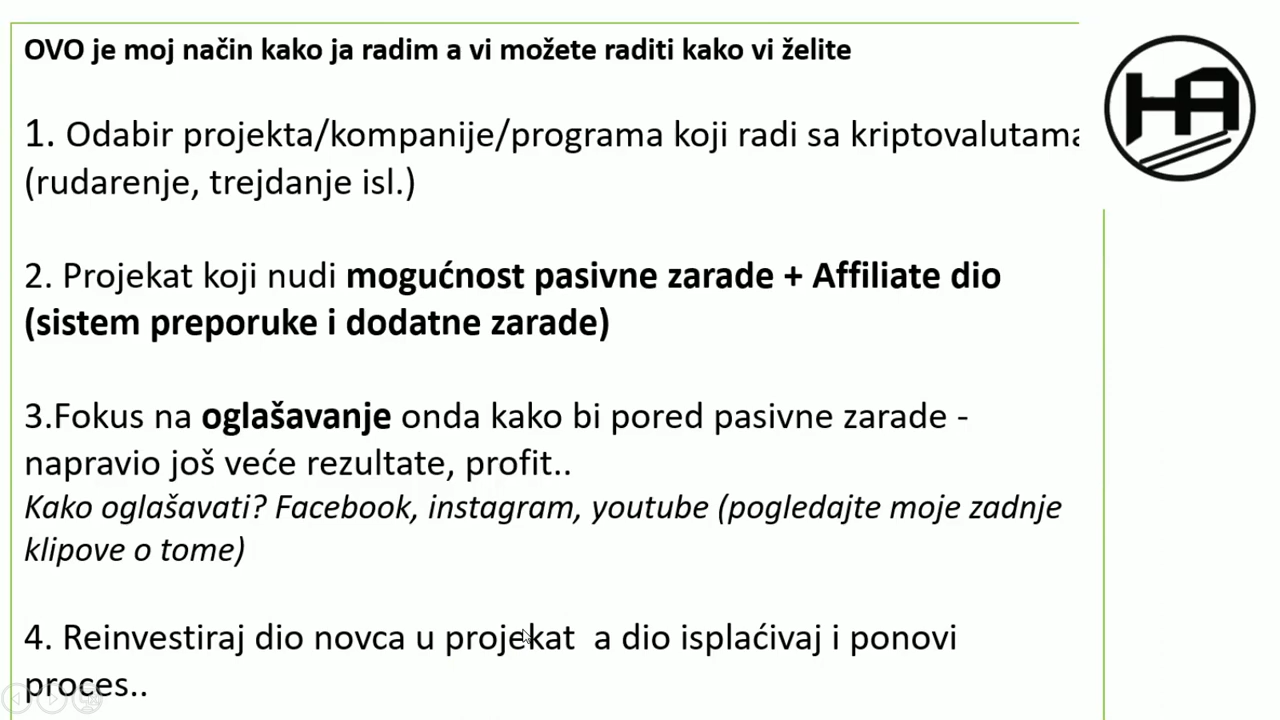 OVO je moj način kako ja radim a vi možete raditi kako vi želite
1. Odabir projekta/kompanije/programa koji radi sa kriptovalutama
(rudarenje, trejdanje isl.)
2. Projekat koji nudi mogućnost pasivne zarade + Affiliate dio
(sistem preporuke i dodatne zarade)
3.Fokus na oglašavanje onda kako bi pored pasivne zarade -
napravio još veće rezultate, profit..
Kako oglašavati? Facebook, instagram, youtube (pogledajte moje zadnje
klipove o tome)
4. Reinvestiraj dio novca u projekat  a dio isplaćivaj i ponovi
proces..
HA